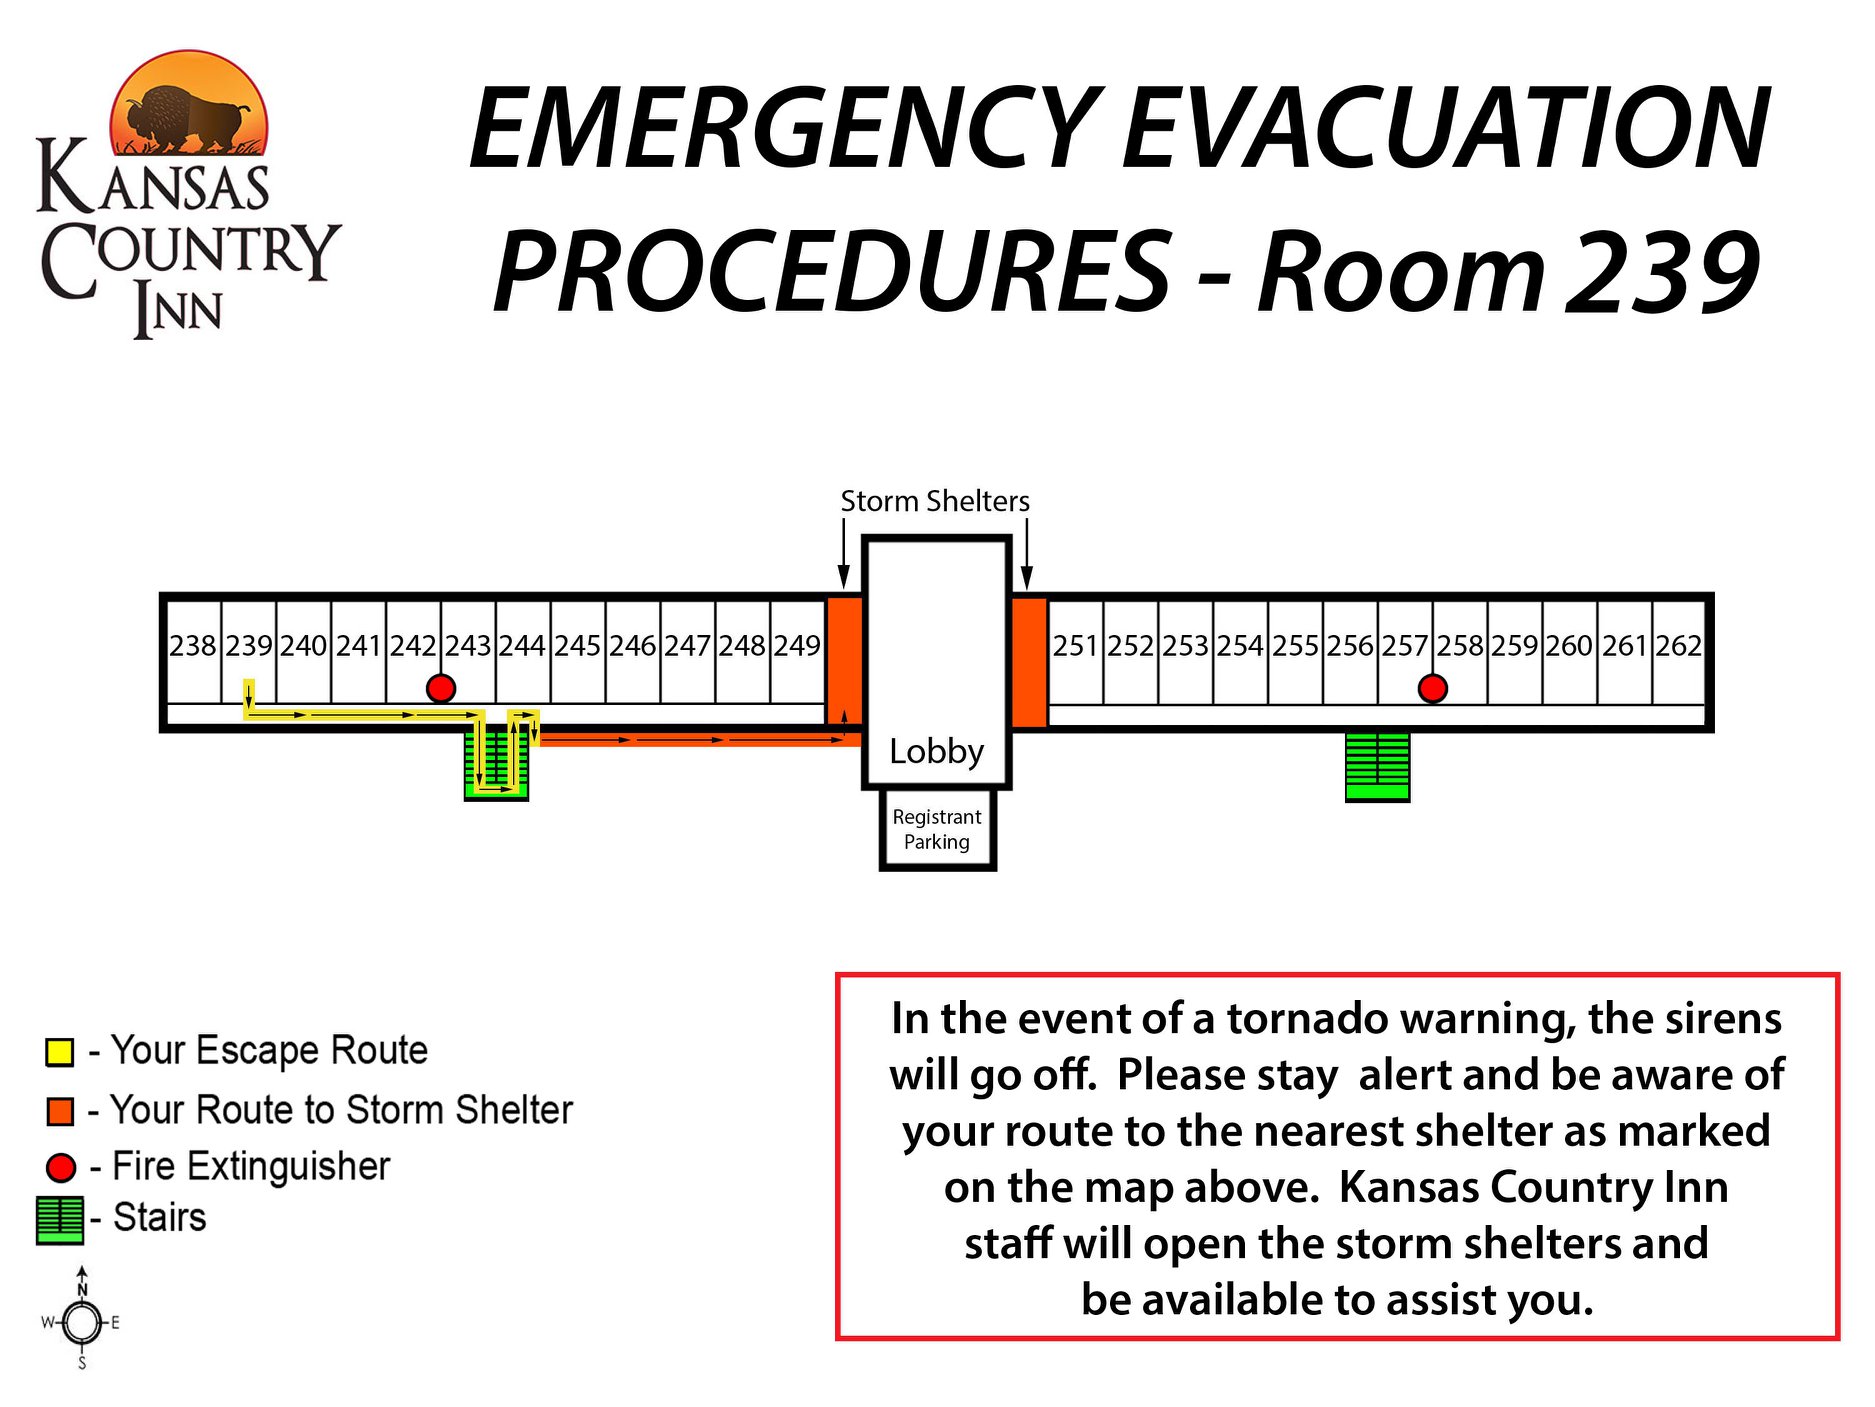 KANSAS
COUNTRY
INN
EMERGENCY EVACUATION
PROCEDURES - Room 239
Storm Shelters
238 239 240 241 242 243 244 245 246 247 248 249
251 252 253 254 255 256 257 258 259 260 261 262
Lobby
Registrant
Parking
- Your Escape Route
- Your Route to Storm Shelter
- Fire Extinguisher
- Stairs
N
W E
S
In the event of a tornado warning, the sirens
will go off. Please stay alert and be aware of
your route to the nearest shelter as marked
on the map above. Kansas Country Inn
staff will open the storm shelters and
be available to assist you.